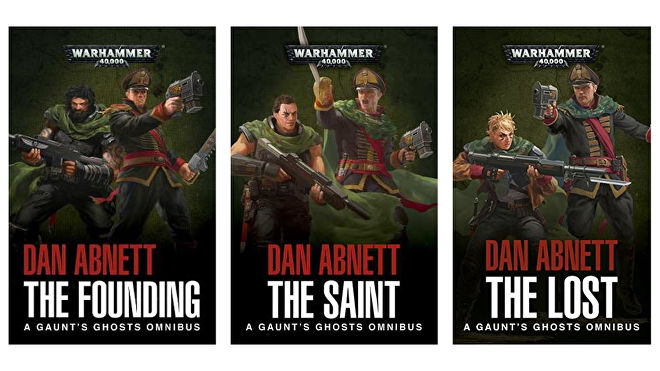 WARHAMMER
40,000
DAN ABNETT
THE FOUNDING
A GAUNT'S GHOSTS OMNIBUS
WARHAMMER
40,000
DAN ABNETT
THE SAINT
A GAUNT'S GHOSTS OMNIBUS
WARHAMMER
40,000
DAN ABNETT
THE LOST
A GAUNT'S GHOSTS OMNIBUS